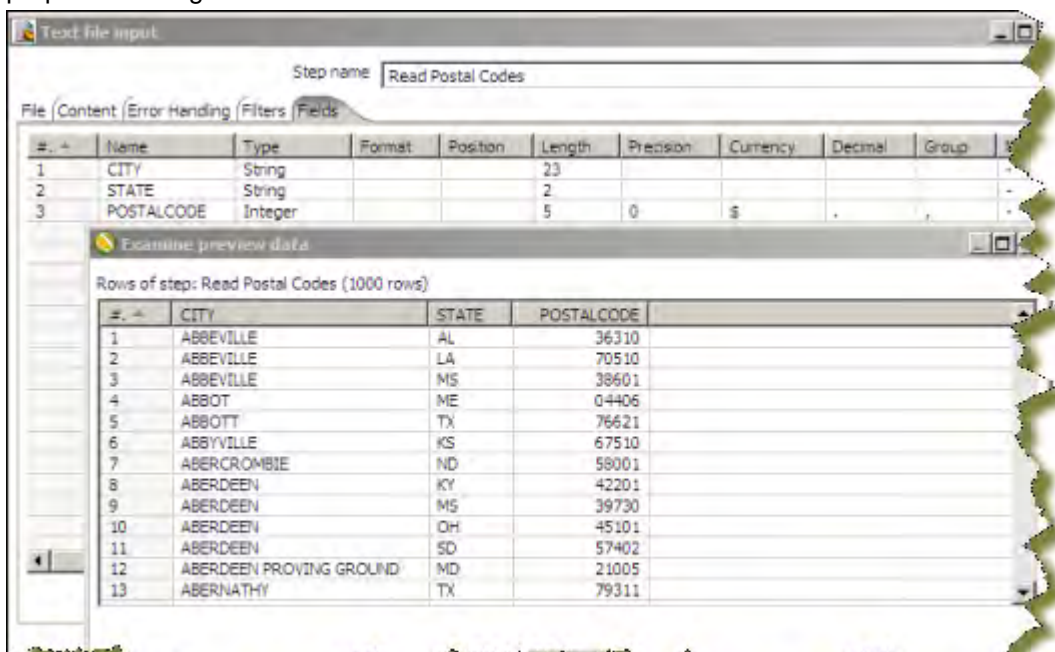 Text file input
Step name Read Postal Codes
File Content Error Handling Filters Fields
#. Name Type Format Position Length Precision Currency Decimal Group
1 CITY String 23 -
2 STATE String 2 -
3 POSTALCODE Integer 5 0 $ . , -
Examine preview data
Rows of step: Read Postal Codes (1000 rows)
#. CITY STATE POSTALCODE
1 ABBEVILLE AL 36310
2 ABBEVILLE LA 70510
3 ABBEVILLE MS 38601
4 ABBOT ME 04406
5 ABBOTT TX 76621
6 ABBYVILLE KS 67510
7 ABERCROMBIE ND 58001
8 ABERDEEN KY 42201
9 ABERDEEN MS 39730
10 ABERDEEN OH 45101
11 ABERDEEN SD 57402
12 ABERDEEN PROVING GROUND MD 21005
13 ABERNATHY TX 79311